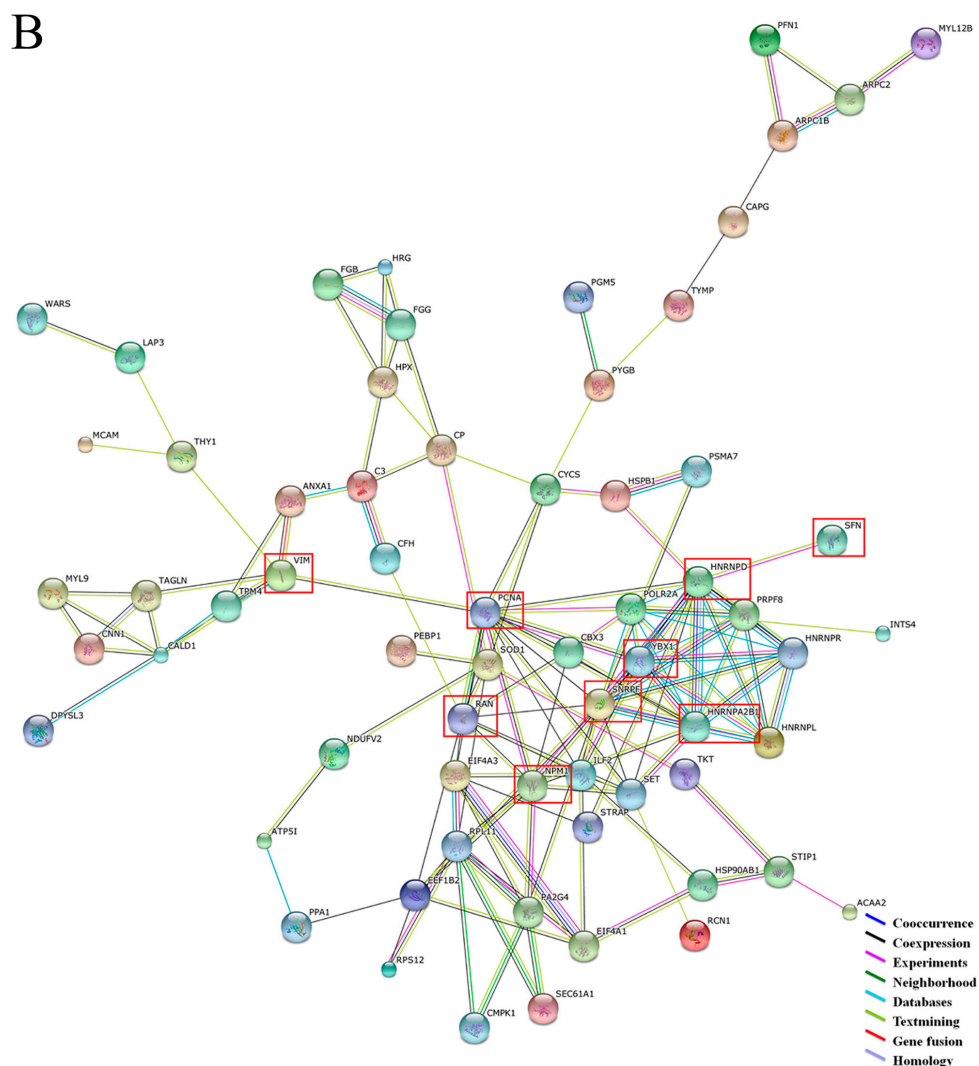 B
PFN1
MYL12B
ARPC2
ARPC1B
CAPG
HRG
FGB
PGM5
TYMP
WARS
FGG
LAP3
HPX
PYGB
MCAM
THY1
CP
CYCS
PSMA7
ANXA1
C3
HSPB1
SFN
CFH
VIM
HNRNPD
MYL9
TAGLN
TPM4
PCNA
POLR2A
PRPF8
INTS4
CNN1
CALD1
PEBP1
SOD1
CBX3
YBX1
HNRNPR
DPYSL3
RAN
SNRPF
HNRNPA2B1
HNRNPL
NDUFV2
EIF4A3
NPM1
ILF2
SET
TKT
ATP5I
RPL11
STRAP
HSP90AB1
STIP1
PPA1
EEF1B2
PA2G4
EIF4A1
RCN1
ACAA2
RPS12
SEC61A1
CMPK1
Cooccurrence
Coexpression
Experiments
Neighborhood
Databases
Textmining
Gene fusion
Homology